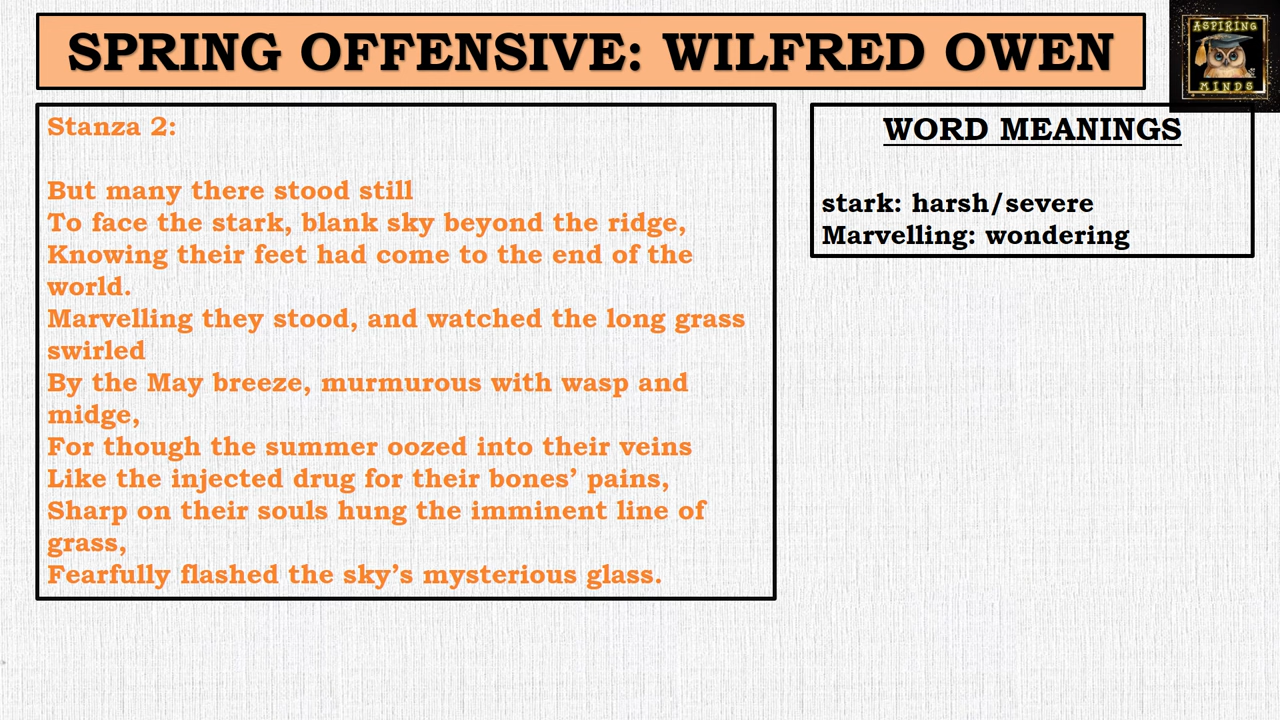 SPRING OFFENSIVE: WILFRED OWEN
ASPIRING
MINDS
Stanza 2:
But many there stood still
To face the stark, blank sky beyond the ridge,
Knowing their feet had come to the end of the
world.
Marvelling they stood, and watched the long grass
swirled
By the May breeze, murmurous with wasp and
midge,
For though the summer oozed into their veins
Like the injected drug for their bones’ pains,
Sharp on their souls hung the imminent line of
grass,
Fearfully flashed the sky’s mysterious glass.
WORD MEANINGS
stark: harsh/severe
Marvelling: wondering